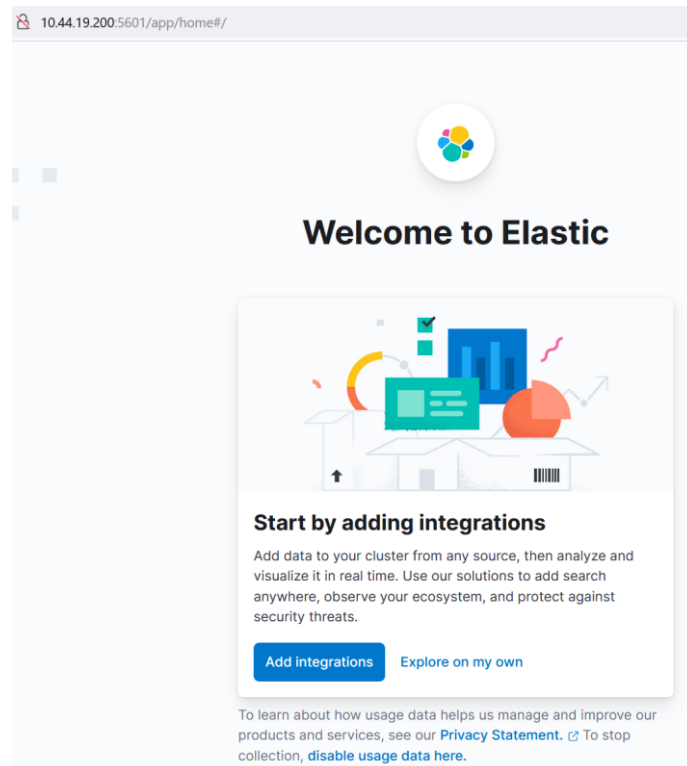 10.44.19.200:5601/app/home#/
Welcome to Elastic
Start by adding integrations
Add data to your cluster from any source, then analyze and
visualize it in real time. Use our solutions to add search
anywhere, observe your ecosystem, and protect against
security threats.
Add integrations Explore on my own
To learn about how usage data helps us manage and improve our
products and services, see our Privacy Statement. To stop
collection, disable usage data here.